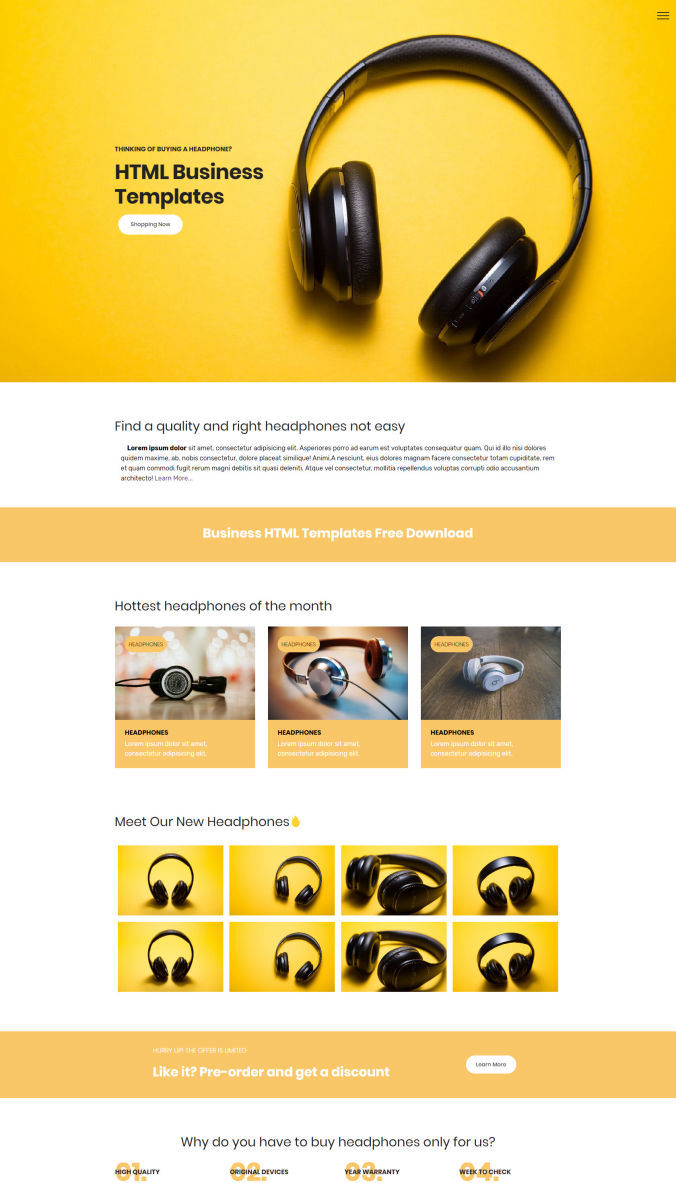 THINKING OF BUYING A HEADPHONE?
HTML Business
Templates
Shopping Now
Find a quality and right headphones not easy
Lorem ipsum dolor sit amet, consectetur adipisicing elit. Asperiores porro ad earum est voluptates consequatur quam. Qui id illo nisi dolores
quidem maxime, ab, nobis consectetur, dolore placeat similique! Animi,A nesciunt, eius dolores magnam facere consectetur totam cupiditate, rem
et quam commodi fugit rerum magni debitis sit quasi deleniti. Atque vel consectetur, mollitia repellendus voluptas corrupti odio accusantium
architecto! Learn More...
Business HTML Templates Free Download
Hottest headphones of the month
HEADPHONES
HEADPHONES
Lorem ipsum dolor sit amet,
consectetur adipisicing elit.
HEADPHONES
HEADPHONES
Lorem ipsum dolor sit amet,
consectetur adipisicing elit.
HEADPHONES
HEADPHONES
Lorem ipsum dolor sit amet,
consectetur adipisicing elit.
Meet Our New Headphones
HURRY UP! THE OFFER IS LIMITED
Like it? Pre-order and get a discount
Learn More
Why do you have to buy headphones only for us?
01.
HIGH QUALITY
02.
ORIGINAL DEVICES
03.
YEAR WARRANTY
04.
WEEK TO CHECK